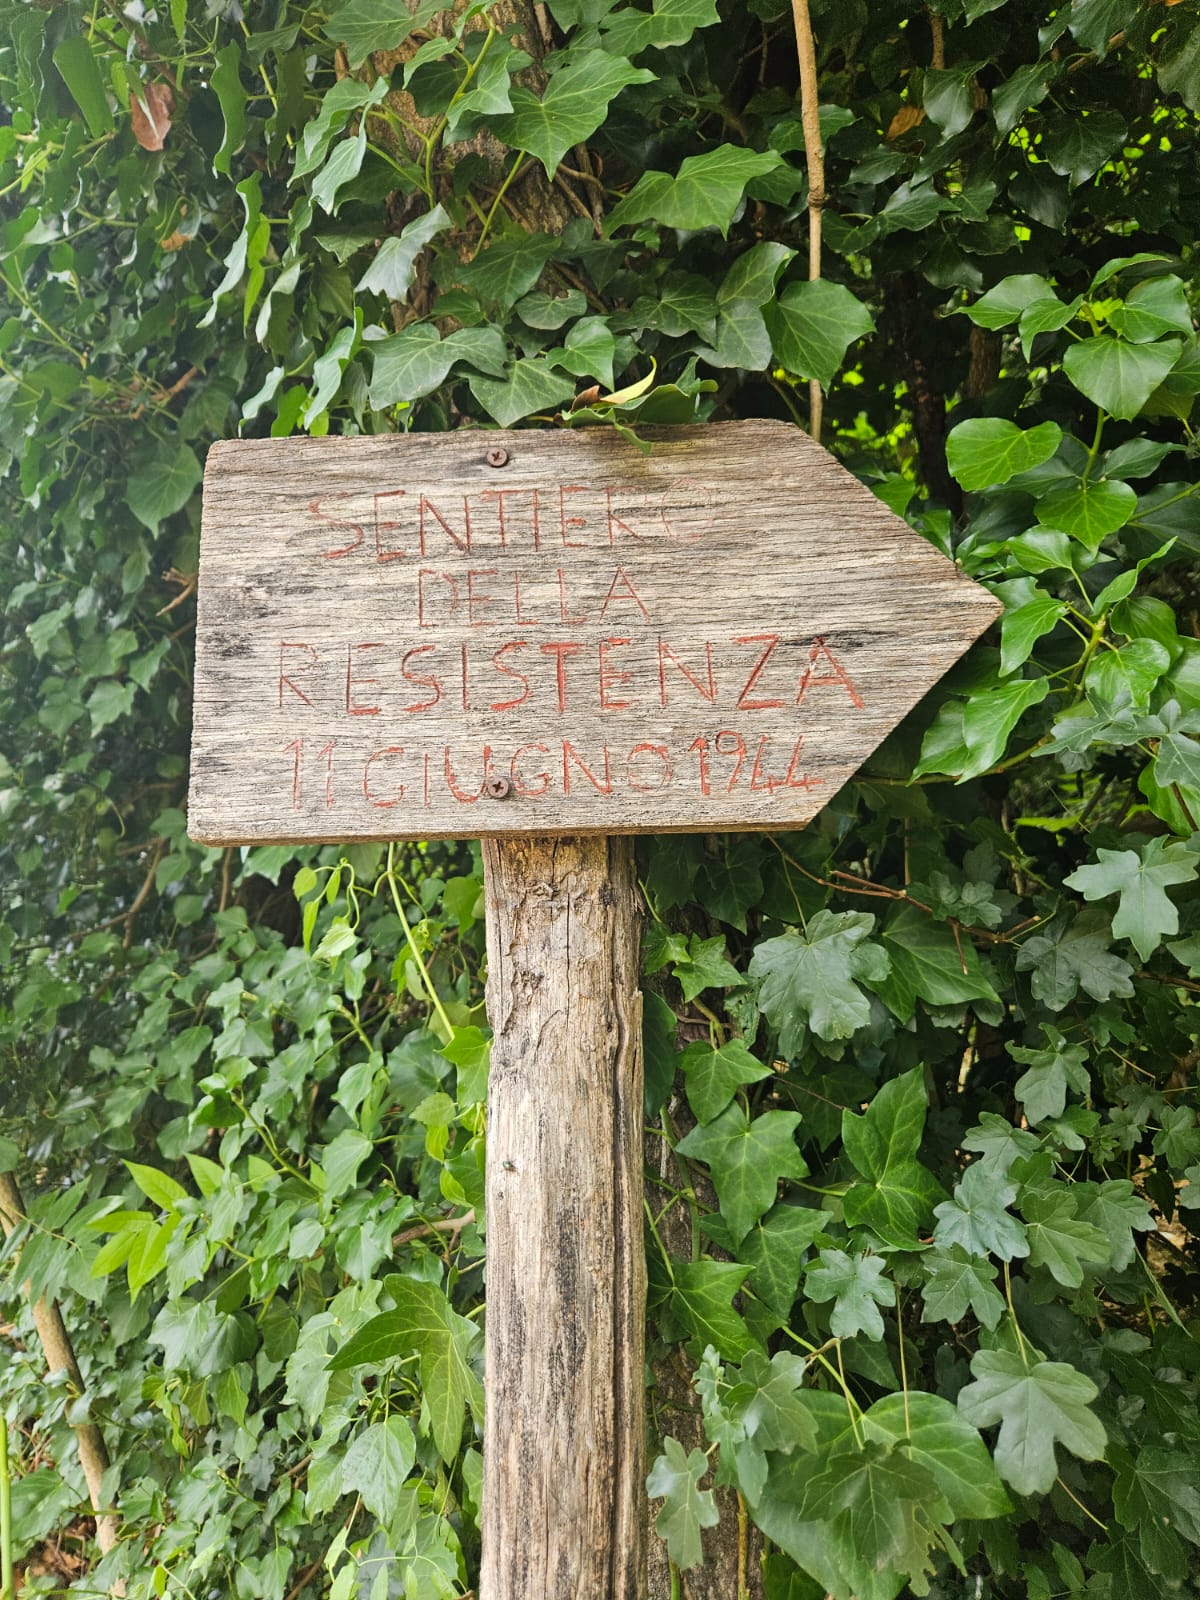 SENTIERO
DELLA
RESISTENZA
11 GIUGNO 1944